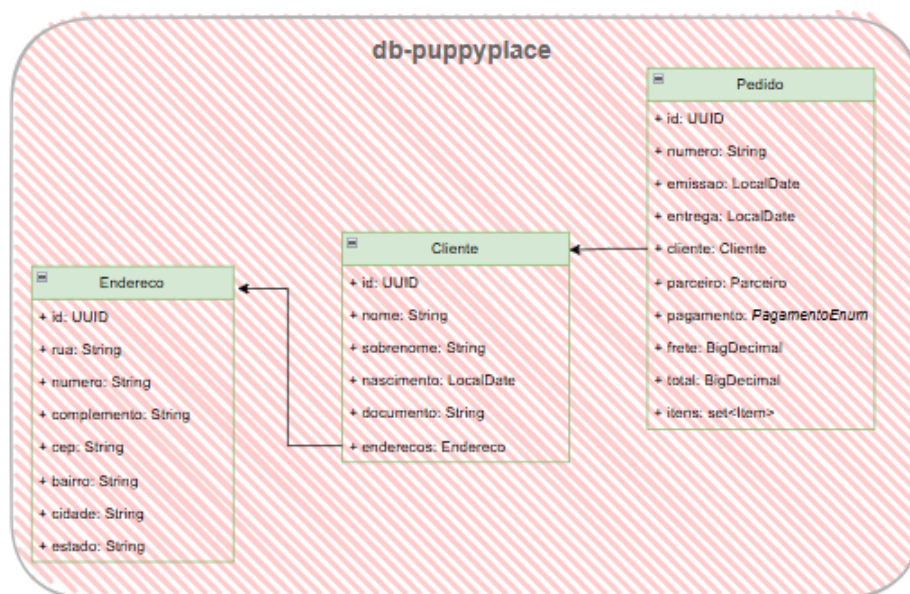 db-puppyplace
Pedido
+ id: UUID
+ numero: String
+ emissao: LocalDate
+ entrega: LocalDate
+ cliente: Cliente
+ parceiro: Parceiro
+ pagamento: PagamentoEnum
+ frete: BigDecimal
+ total: BigDecimal
+ itens: set<Item>
Cliente
+ id: UUID
+ nome: String
+ sobrenome: String
+ nascimento: LocalDate
+ documento: String
+ enderecos: Endereco
Endereco
+ id: UUID
+ rua: String
+ numero: String
+ complemento: String
+ cep: String
+ bairro: String
+ cidade: String
+ estado: String